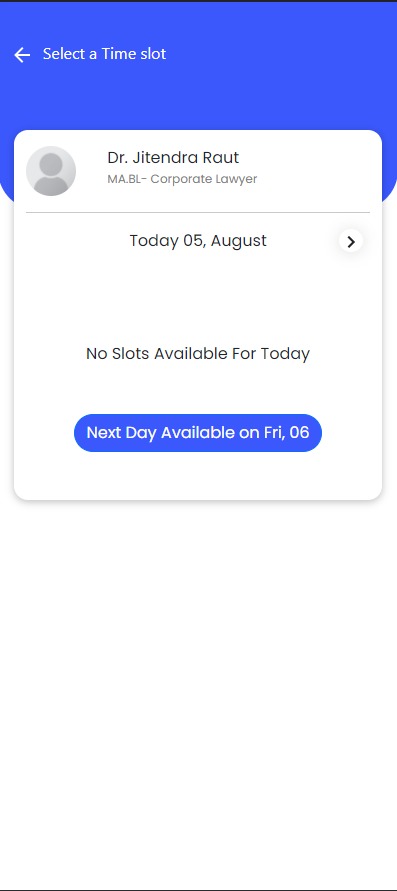 Select a Time slot
Dr. Jitendra Raut
MA.BL- Corporate Lawyer
Today 05, August
No Slots Available For Today
Next Day Available on Fri, 06